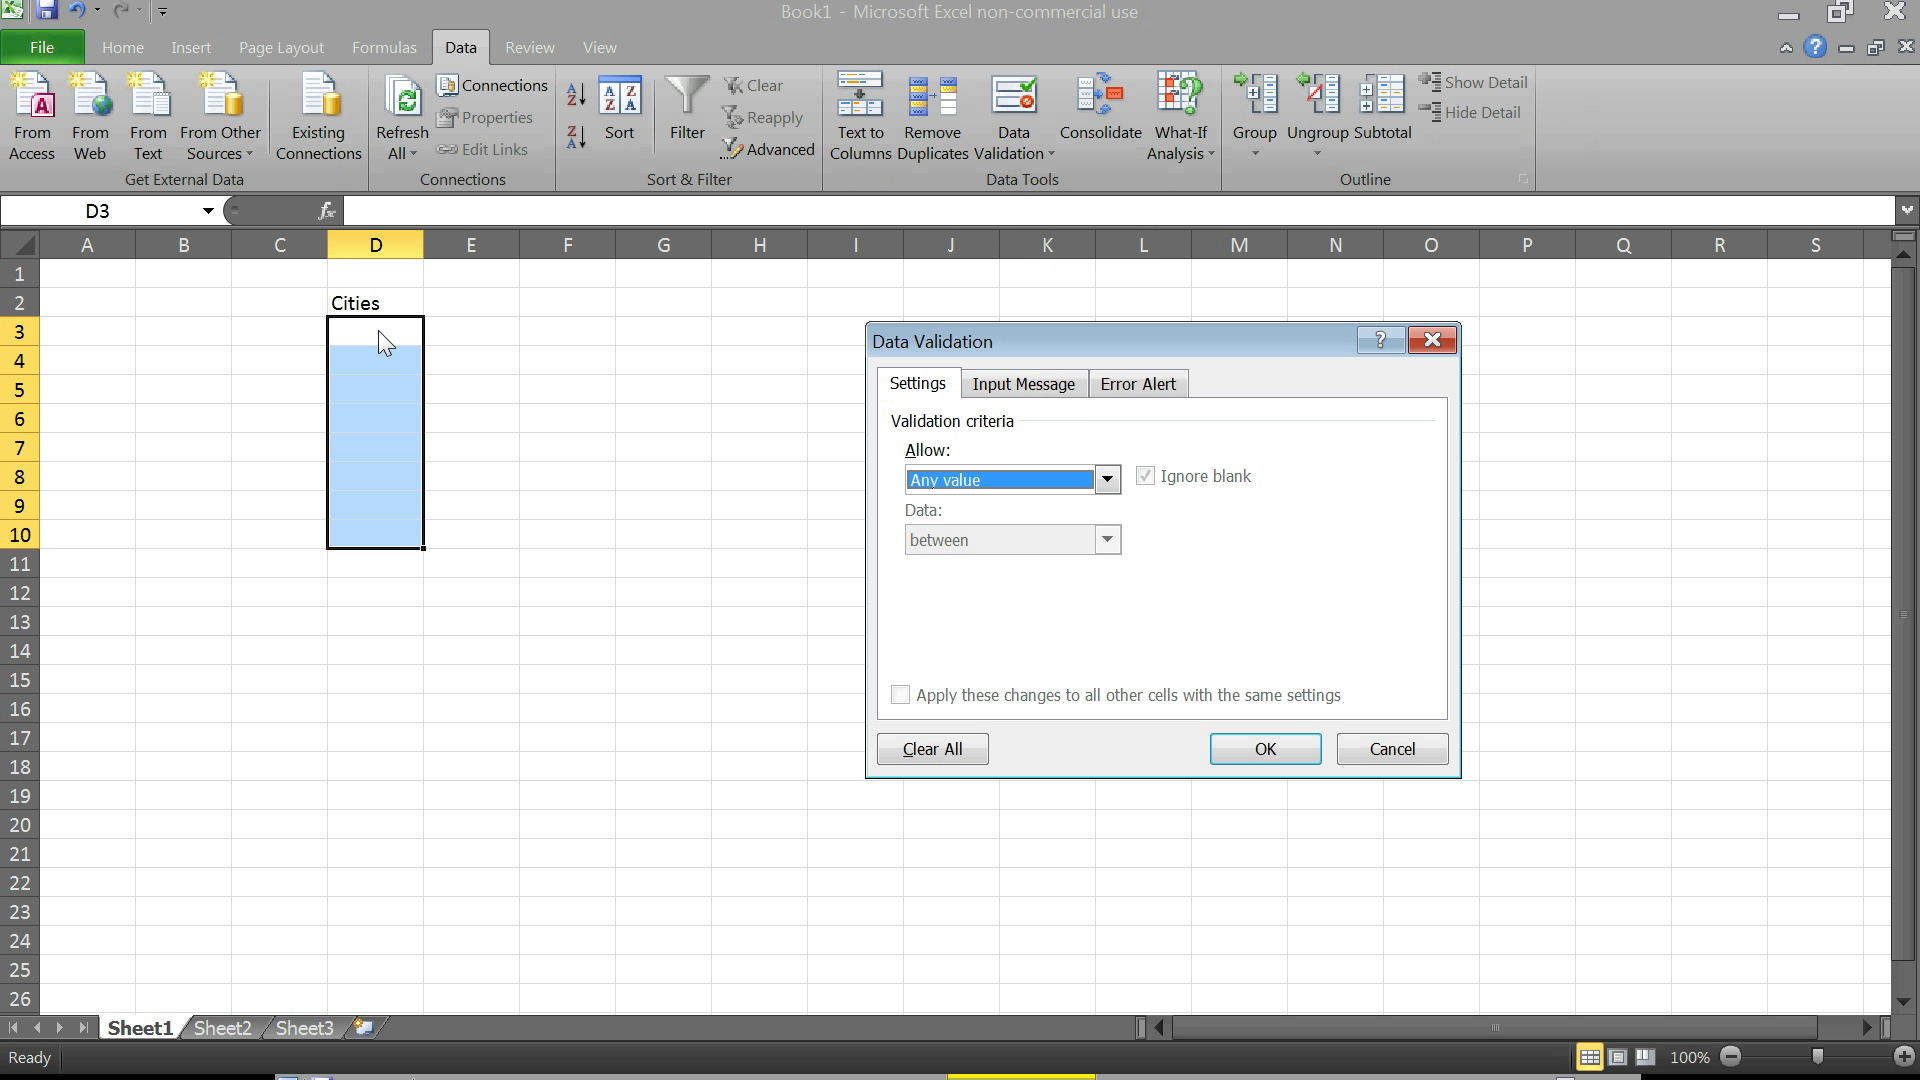 Book1 - Microsoft Excel non-commercial use
File Home Insert Page Layout Formulas Data Review View
From Access
From Web
From Text
From Other Sources
Existing Connections
Get External Data
Refresh All
Connections
Properties
Edit Links
Connections
Sort
Filter
Clear
Reapply
Advanced
Sort & Filter
Text to Columns
Remove Duplicates
Data Validation
Consolidate
What-If Analysis
Data Tools
Group
Ungroup
Subtotal
Show Detail
Hide Detail
Outline
D3 fx
A B C D E F G H I J K L M N O P Q R S
1
2 Cities
3
4
5
6
7
8
9
10
11
12
13
14
15
16
17
18
19
20
21
22
23
24
25
26
Data Validation
Settings Input Message Error Alert
Validation criteria
Allow:
Any value Ignore blank
Data:
between
Apply these changes to all other cells with the same settings
Clear All OK Cancel
Sheet1 Sheet2 Sheet3
Ready 100%